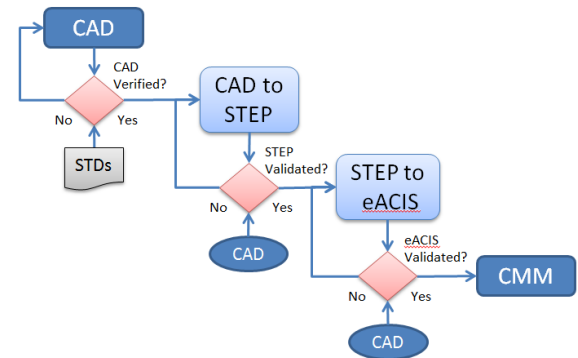 CAD
CAD
Verified?
No
Yes
STDs
CAD to
STEP
STEP
Validated?
No
Yes
CAD
STEP to
eACIS
eACIS
Validated?
No
Yes
CAD
CMM